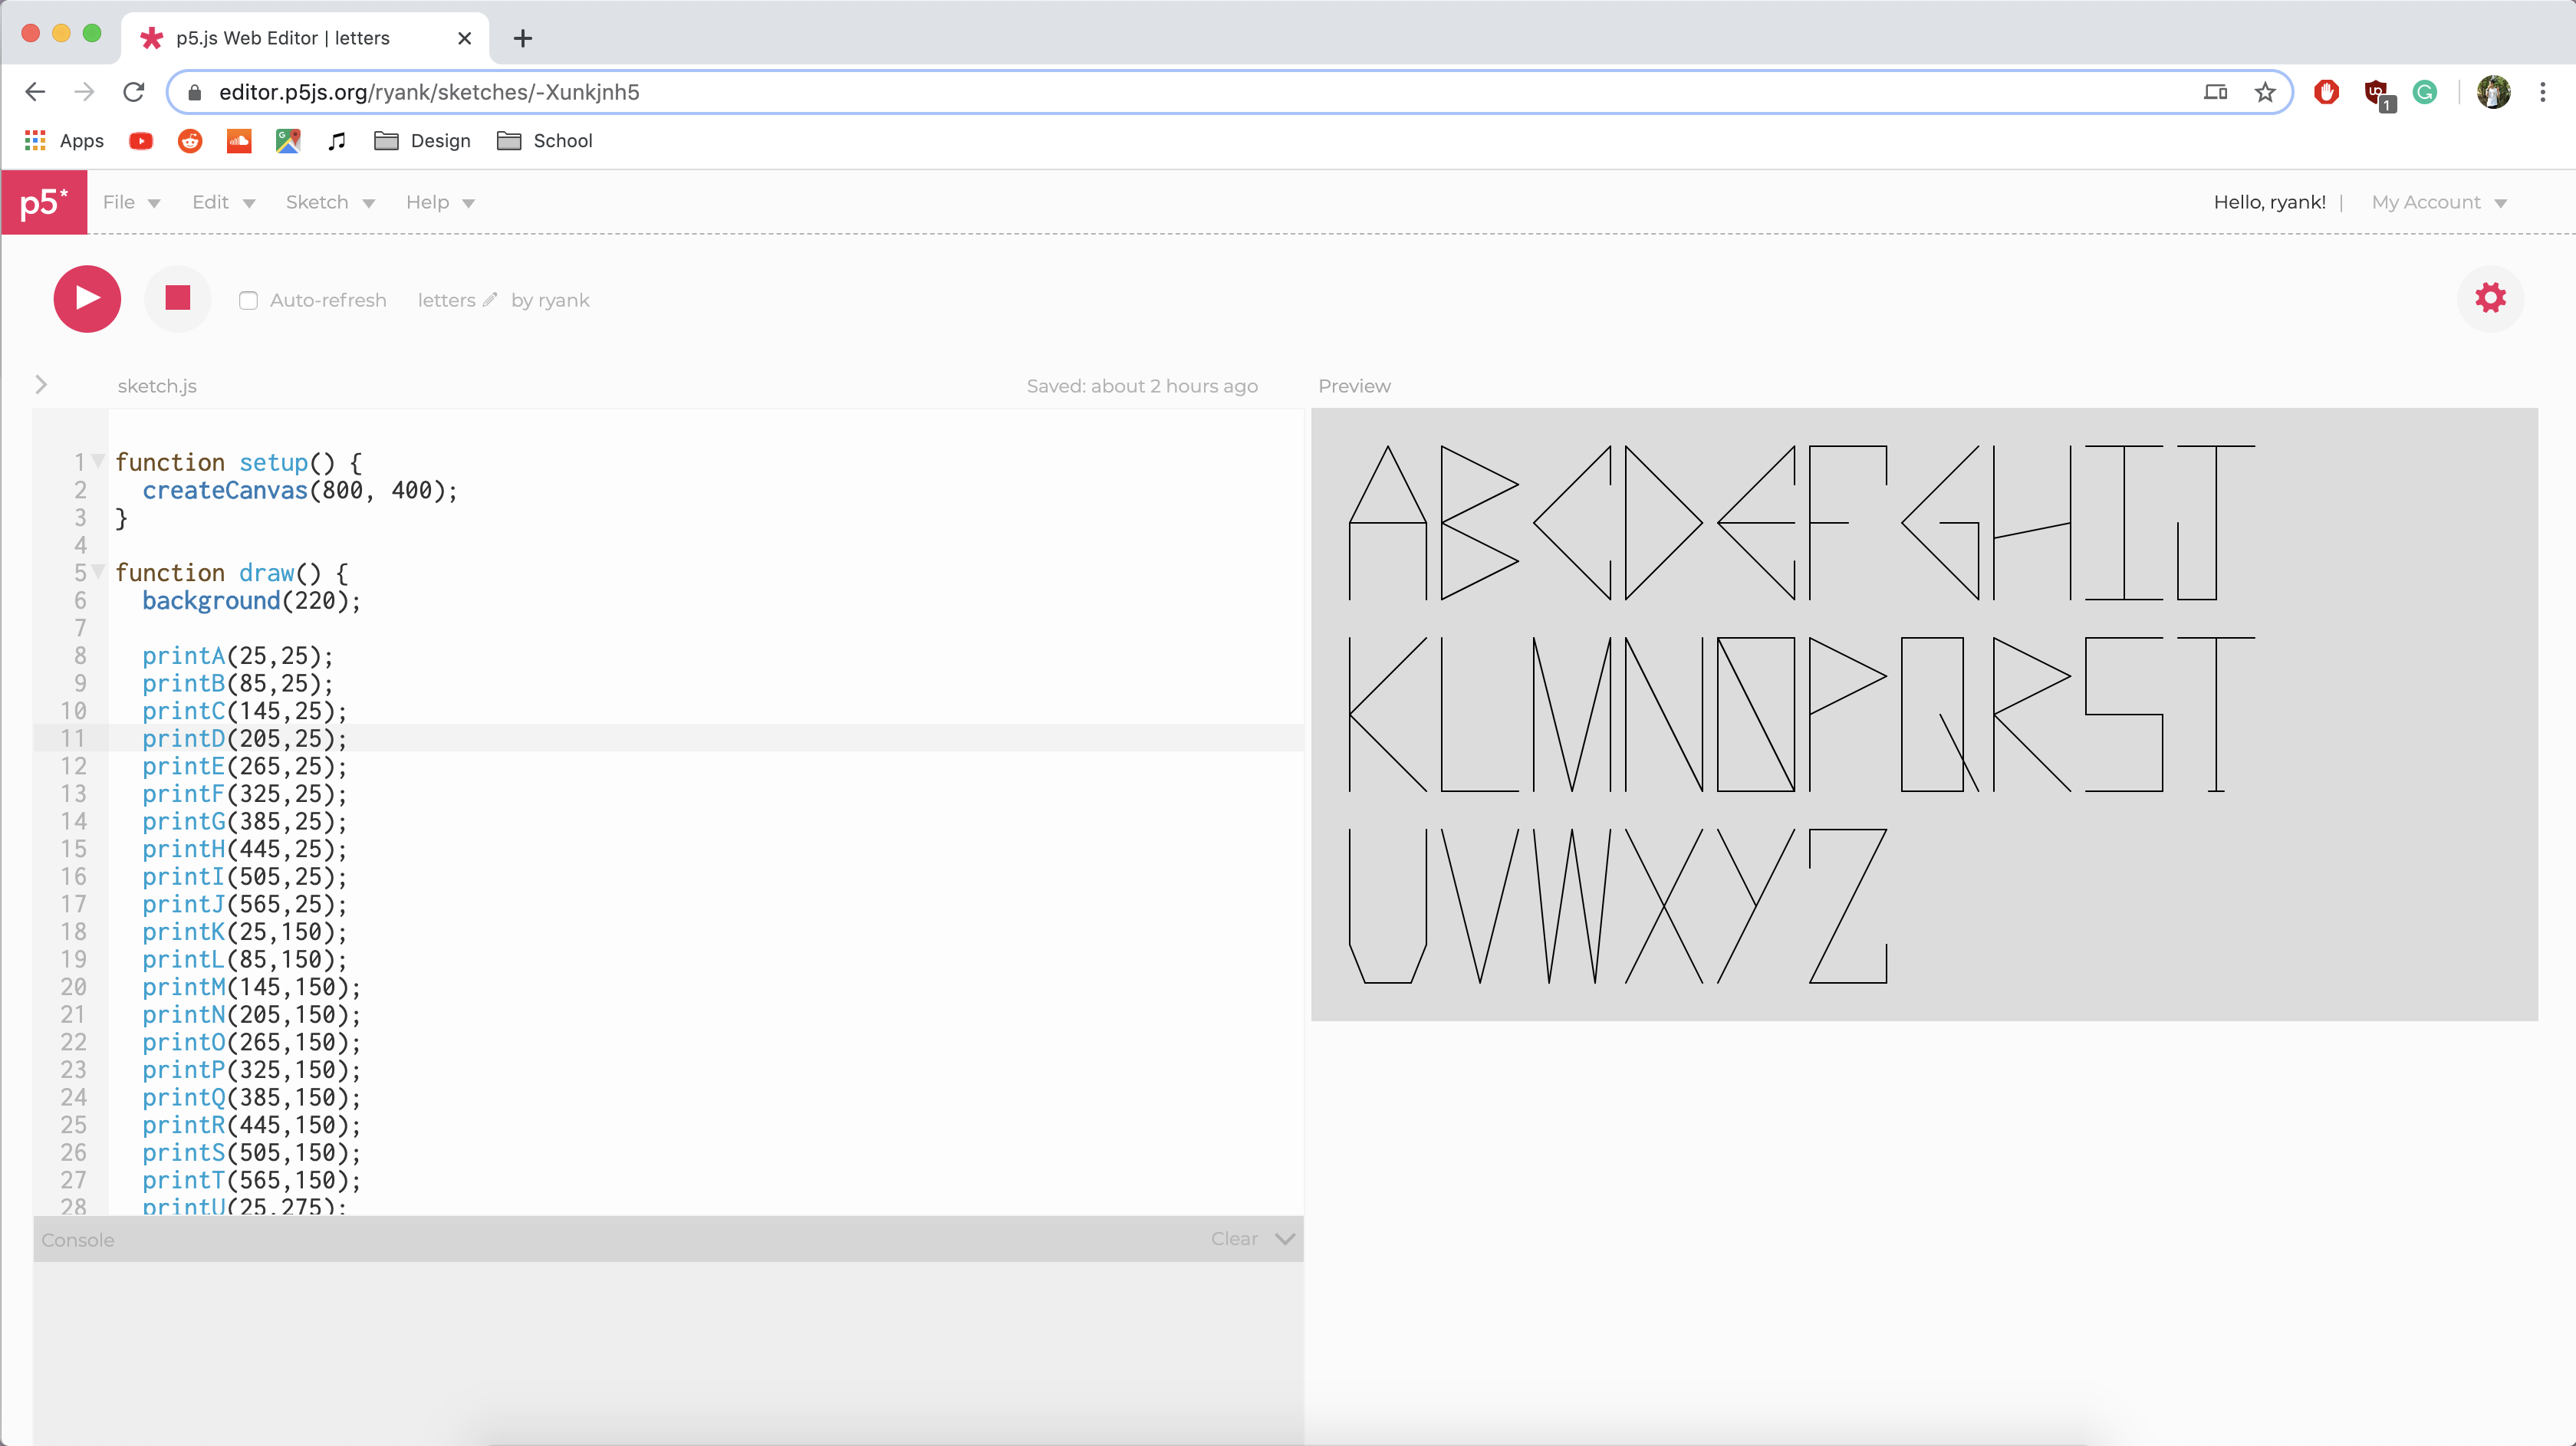 p5.js Web Editor | letters
editor.p5js.org/ryank/sketches/-Xunkjnh5
1
Apps
Design
School
p5*
File
Edit
Sketch
Help
Hello, ryank! |
My Account
Auto-refresh
letters
by ryank
sketch.js
Saved: about 2 hours ago
Preview
1 function setup() {
2 createCanvas(800, 400);
3 }
4
5 function draw() {
6 background(220);
7
8 printA(25,25);
9 printB(85,25);
10 printC(145,25);
11 printD(205,25);
12 printE(265,25);
13 printF(325,25);
14 printG(385,25);
15 printH(445,25);
16 printI(505,25);
17 printJ(565,25);
18 printK(25,150);
19 printL(85,150);
20 printM(145,150);
21 printN(205,150);
22 printO(265,150);
23 printP(325,150);
24 printQ(385,150);
25 printR(445,150);
26 printS(505,150);
27 printT(565,150);
28 printU(25,275);
ABCDEFGHIJ
KLMNOPQRST
UVWXYZ
Console
Clear